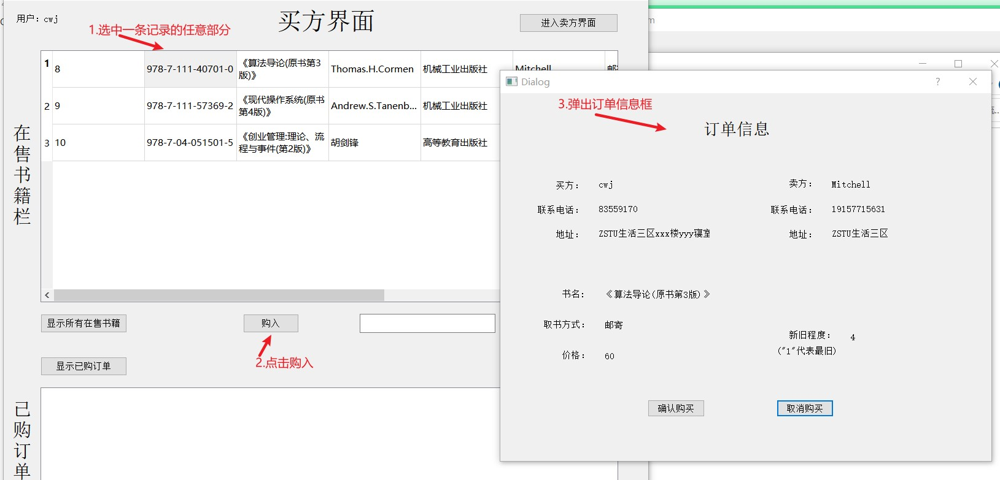 用户：cwj
买方界面
进入卖方界面
1.选中一条记录的任意部分
1 8 978-7-111-40701-0 《算法导论(原书第3版)》 Thomas.H.Cormen 机械工业出版社 Mitchell
2 9 978-7-111-57369-2 《现代操作系统(原书第4版)》 Andrew.S.Tanenb... 机械工业出版社
3 10 978-7-04-051501-5 《创业管理:理论、流程与事件(第2版)》 胡剑锋 高等教育出版社
在售书籍栏
显示所有在售书籍
购入
2.点击购入
显示已购订单
已购订单
Dialog
3.弹出订单信息框
订单信息
买方： cwj
卖方： Mitchell
联系电话： 83559170
联系电话： 19157715631
地址： ZSTU生活三区xxx楼yyy寝室
地址： ZSTU生活三区
书名： 《算法导论(原书第3版)》
取书方式： 邮寄
新旧程度： 4
("1"代表最旧)
价格： 60
确认购买
取消购买